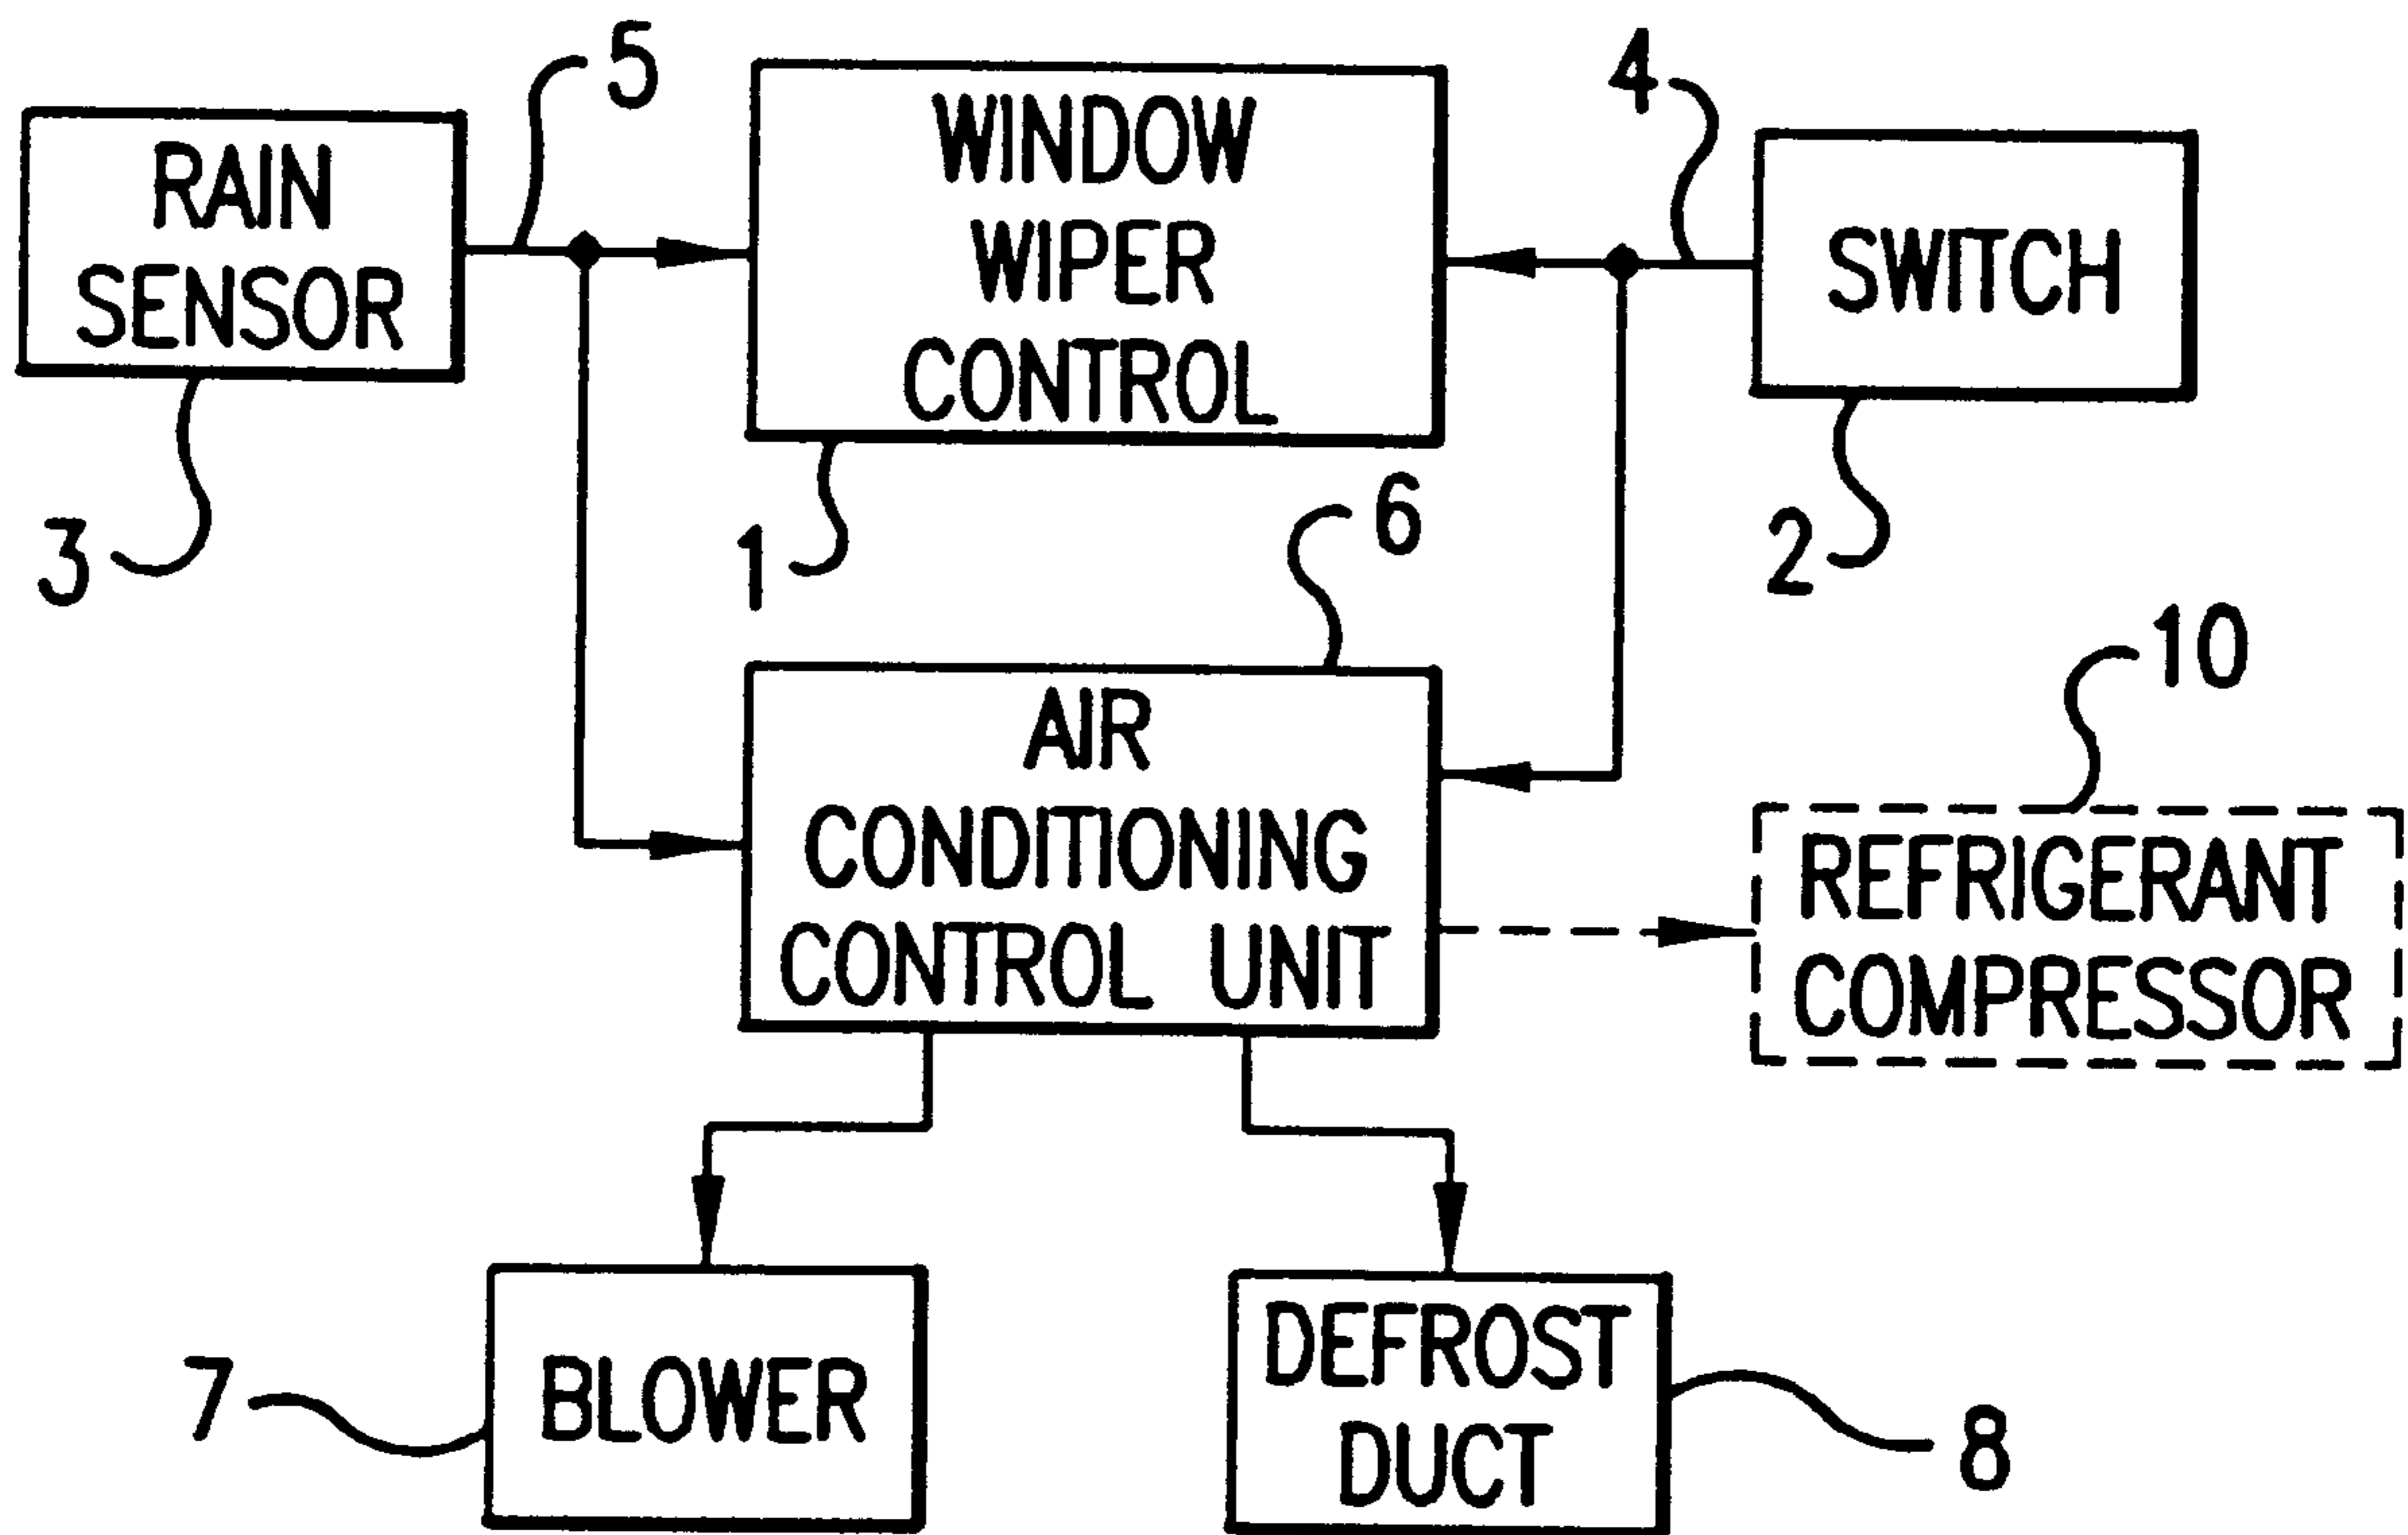 5
4
RAIN
SENSOR
WINDOW
WIPER
CONTROL
SWITCH
3
1
6
2
10
AIR
CONDITIONING
CONTROL UNIT
REFRIGERANT
COMPRESSOR
7
BLOWER
DEFROST
DUCT
8